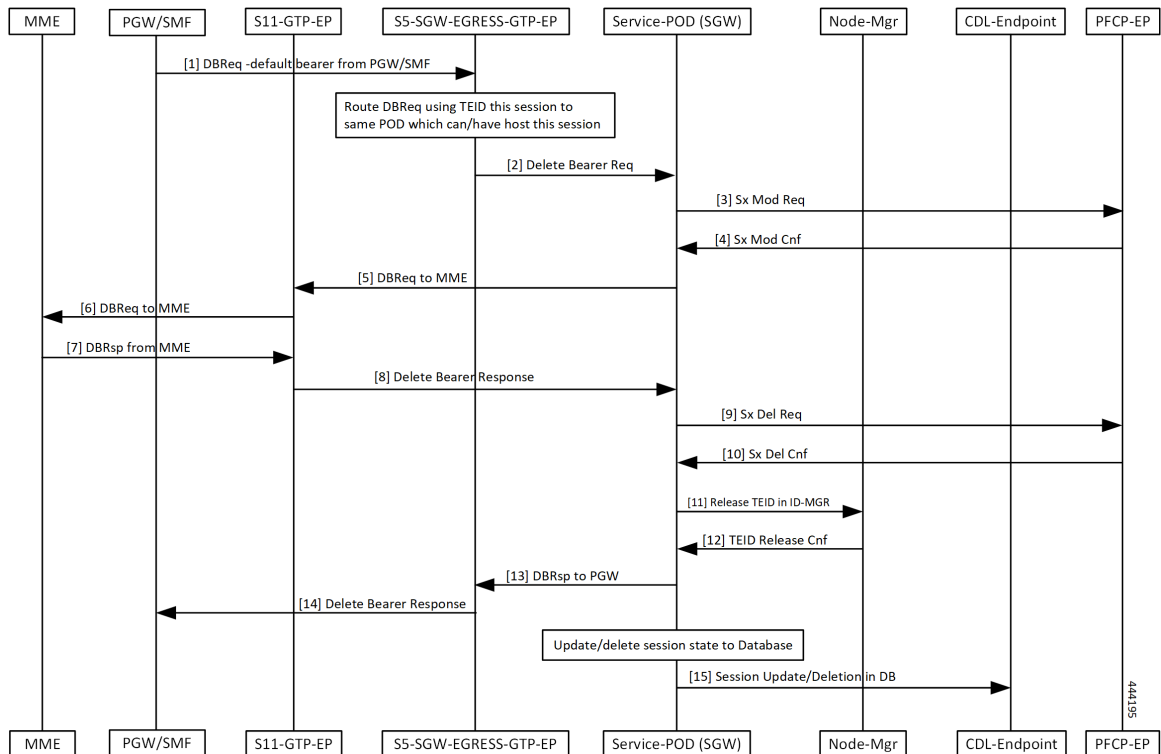 MME
PGW/SMF
S11-GTP-EP
S5-SGW-EGRESS-GTP-EP
Service-POD (SGW)
Node-Mgr
CDL-Endpoint
PFCP-EP
[1] DBReq -default bearer from PGW/SMF
Route DBReq using TEID this session to
same POD which can/have host this session
[2] Delete Bearer Req
[3] Sx Mod Req
[4] Sx Mod Cnf
[5] DBReq to MME
[6] DBReq to MME
[7] DBRsp from MME
[8] Delete Bearer Response
[9] Sx Del Req
[10] Sx Del Cnf
[11] Release TEID in ID-MGR
[12] TEID Release Cnf
[13] DBRsp to PGW
[14] Delete Bearer Response
Update/delete session state to Database
[15] Session Update/Deletion in DB
444195
MME
PGW/SMF
S11-GTP-EP
S5-SGW-EGRESS-GTP-EP
Service-POD (SGW)
Node-Mgr
CDL-Endpoint
PFCP-EP